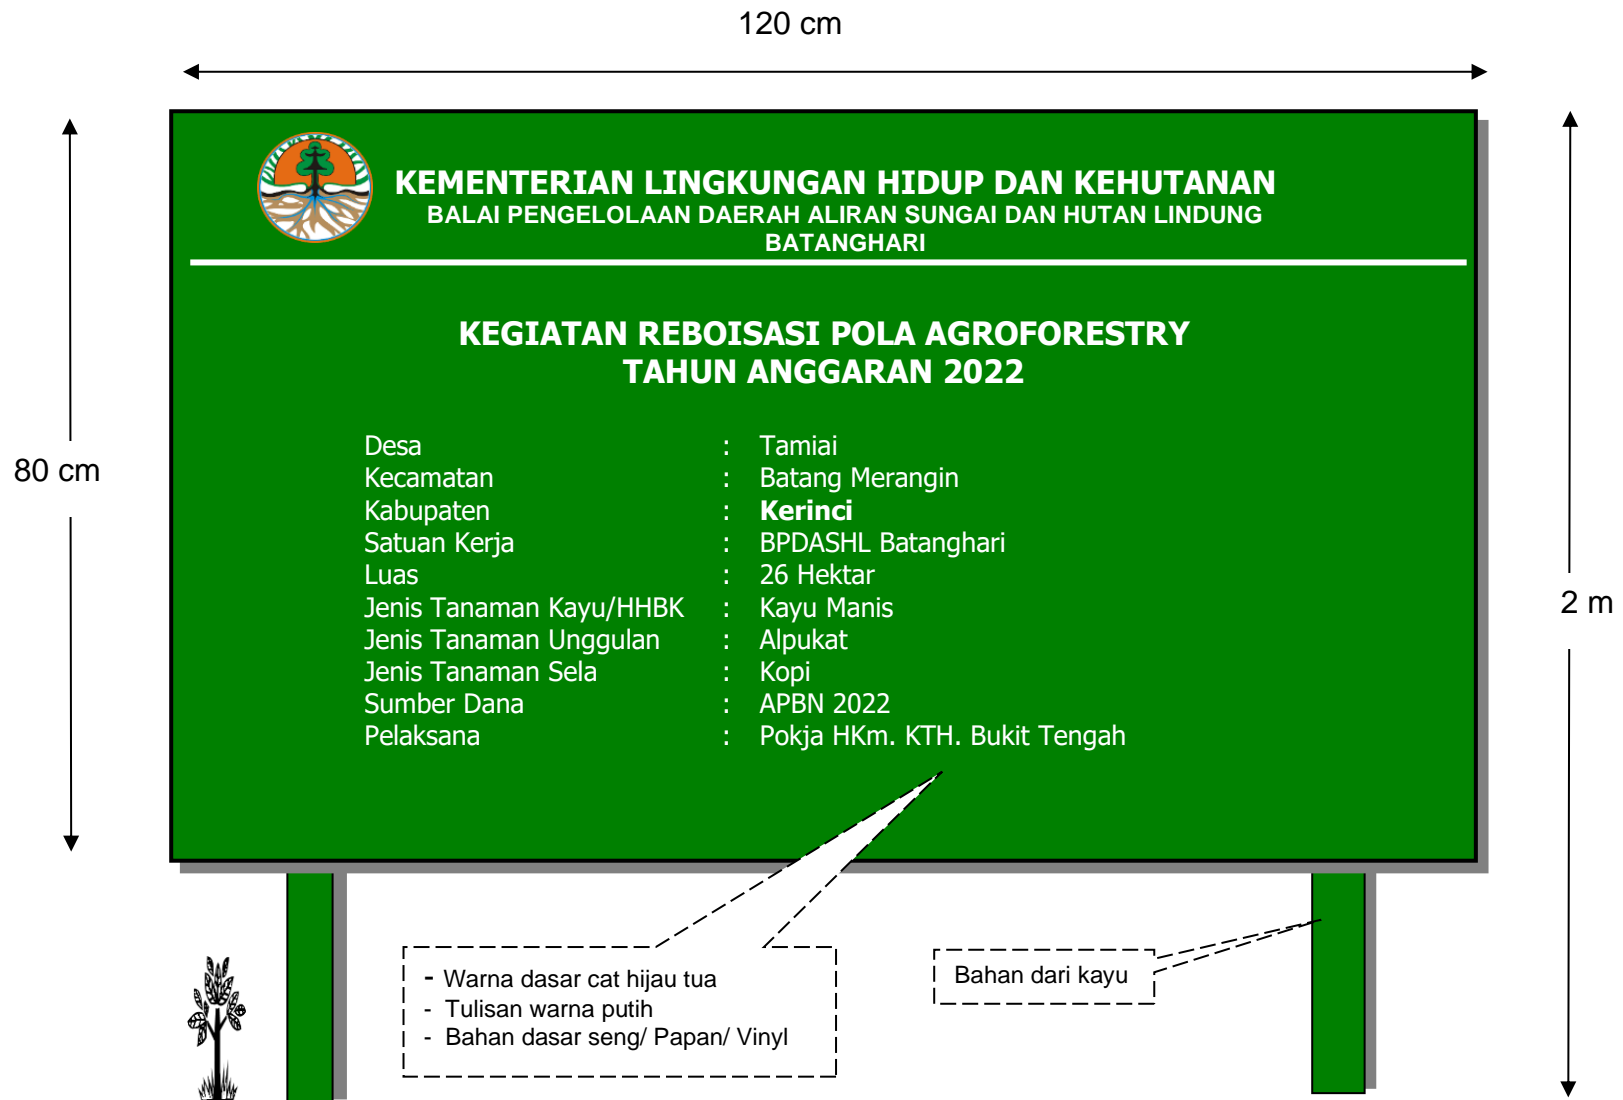 120 cm
KEMENTERIAN LINGKUNGAN HIDUP DAN KEHUTANAN
BALAI PENGELOLAAN DAERAH ALIRAN SUNGAI DAN HUTAN LINDUNG
BATANGHARI
KEGIATAN REBOISASI POLA AGROFORESTRY
TAHUN ANGGARAN 2022
Desa : Tamiai
Kecamatan : Batang Merangin
Kabupaten : Kerinci
Satuan Kerja : BPDASHL Batanghari
Luas : 26 Hektar
Jenis Tanaman Kayu/HHBK : Kayu Manis
Jenis Tanaman Unggulan : Alpukat
Jenis Tanaman Sela : Kopi
Sumber Dana : APBN 2022
Pelaksana : Pokja HKm. KTH. Bukit Tengah
80 cm
2 m
- Warna dasar cat hijau tua
- Tulisan warna putih
- Bahan dasar seng/ Papan/ Vinyl
Bahan dari kayu